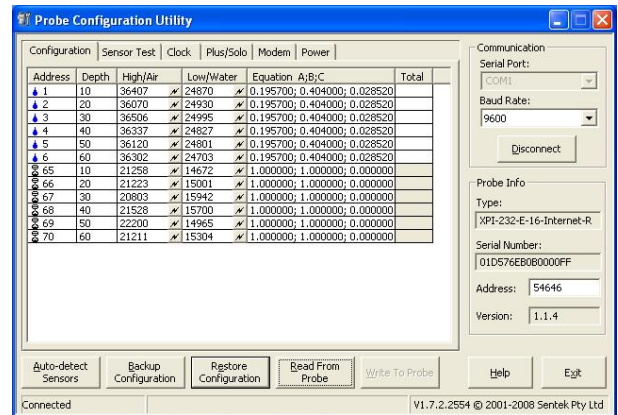 Probe Configuration Utility
Configuration Sensor Test Clock Plus/Solo Modem Power
Address Depth High/Air Low/Water Equation A;B;C Total
1 10 36407 24870 0.195700; 0.404000; 0.028520
2 20 36070 24930 0.195700; 0.404000; 0.028520
3 30 36506 24995 0.195700; 0.404000; 0.028520
4 40 36337 24827 0.195700; 0.404000; 0.028520
5 50 36120 24801 0.195700; 0.404000; 0.028520
6 60 36302 24703 0.195700; 0.404000; 0.028520
65 10 21258 14672 1.000000; 1.000000; 0.000000
66 20 21223 15001 1.000000; 1.000000; 0.000000
67 30 20803 15942 1.000000; 1.000000; 0.000000
68 40 21528 15700 1.000000; 1.000000; 0.000000
69 50 22200 14965 1.000000; 1.000000; 0.000000
70 60 21211 15304 1.000000; 1.000000; 0.000000
Communication
Serial Port:
COM1
Baud Rate:
9600
Disconnect
Probe Info
Type:
XPI-232-E-16-Internet-R
Serial Number:
01D576EB0B0000FF
Address: 54646
Version: 1.1.4
Auto-detect Sensors
Backup Configuration
Restore Configuration
Read From Probe
Write To Probe
Help
Exit
Connected
V1.7.2.2554 © 2001-2008 Sentek Pty Ltd